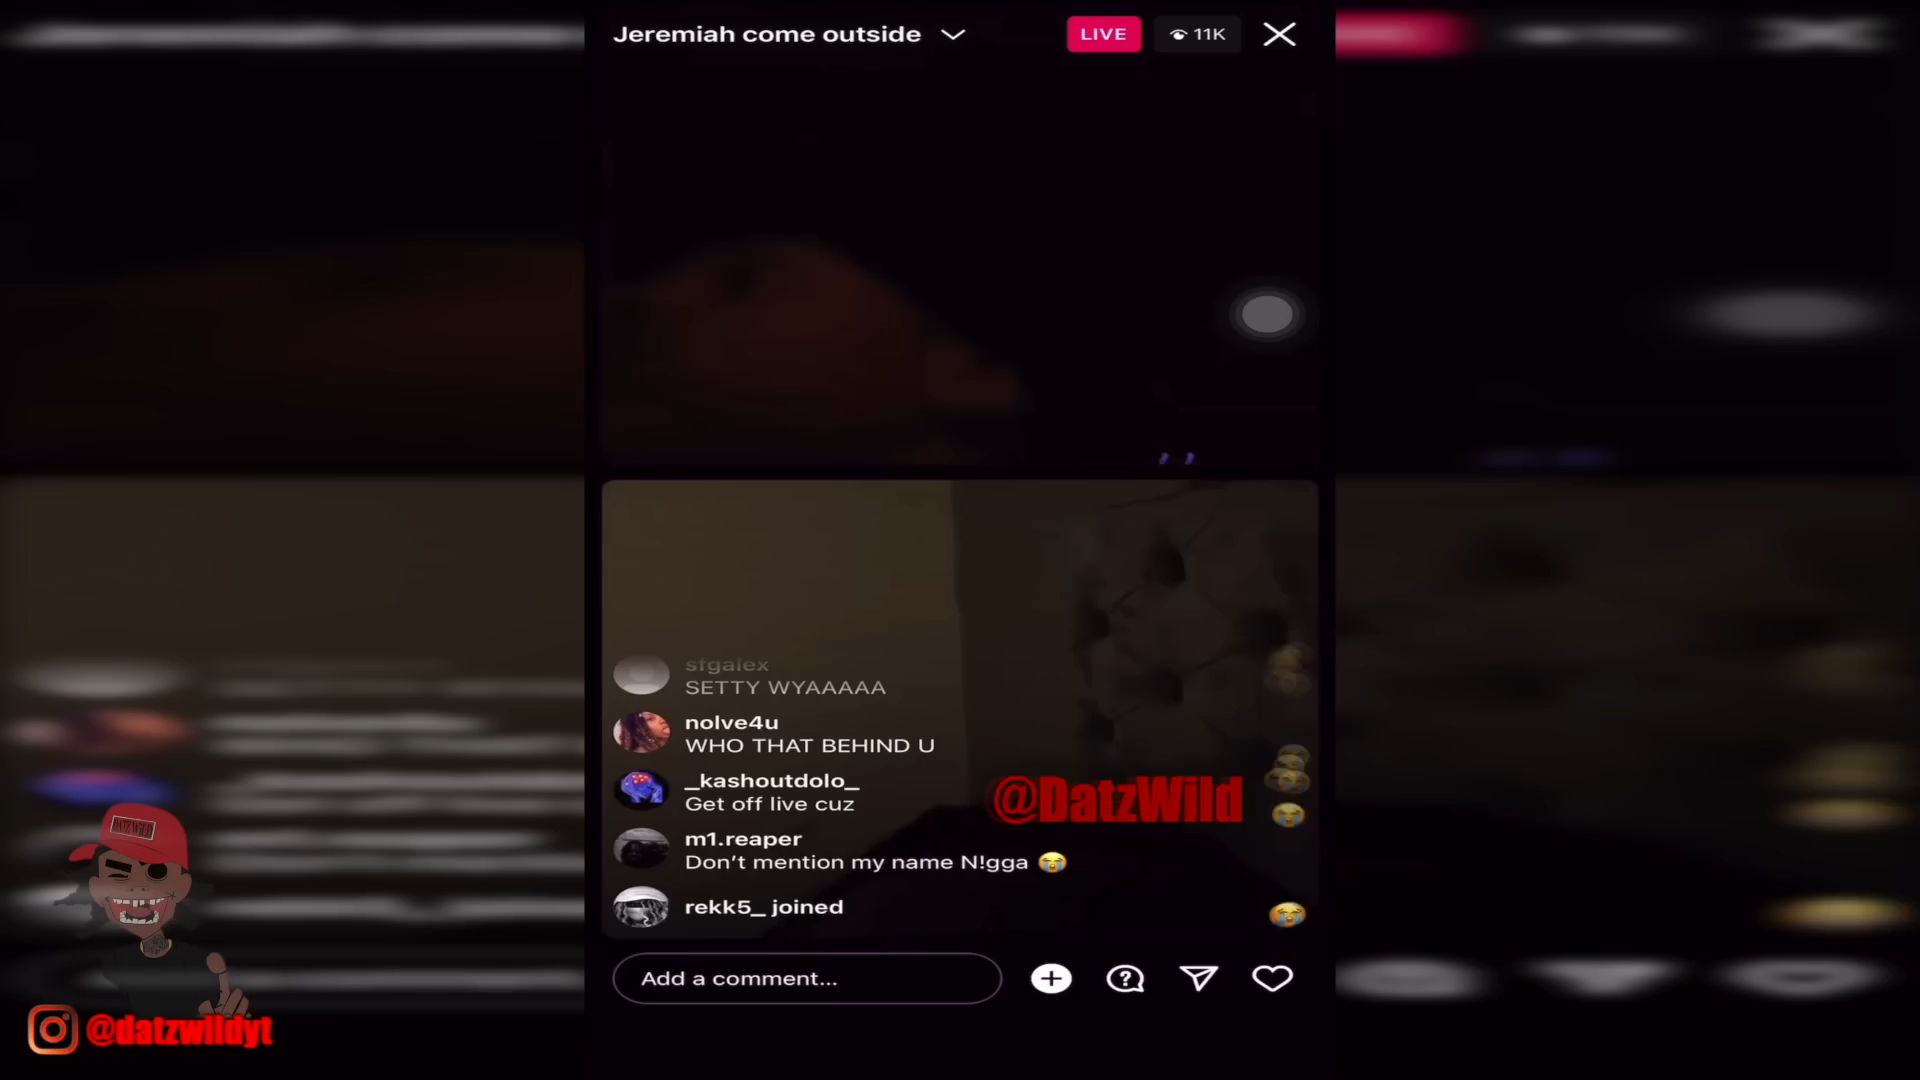 Jeremiah come outside
LIVE
11K
sfgalex
SETTY WYAAAAA
nolve4u
WHO THAT BEHIND U
_kashoutdolo_
Get off live cuz
@DatzWild
m1.reaper
Don't mention my name N!gga 😭
rekk5_ joined
Add a comment...
DATZWILD
@datzwildyt